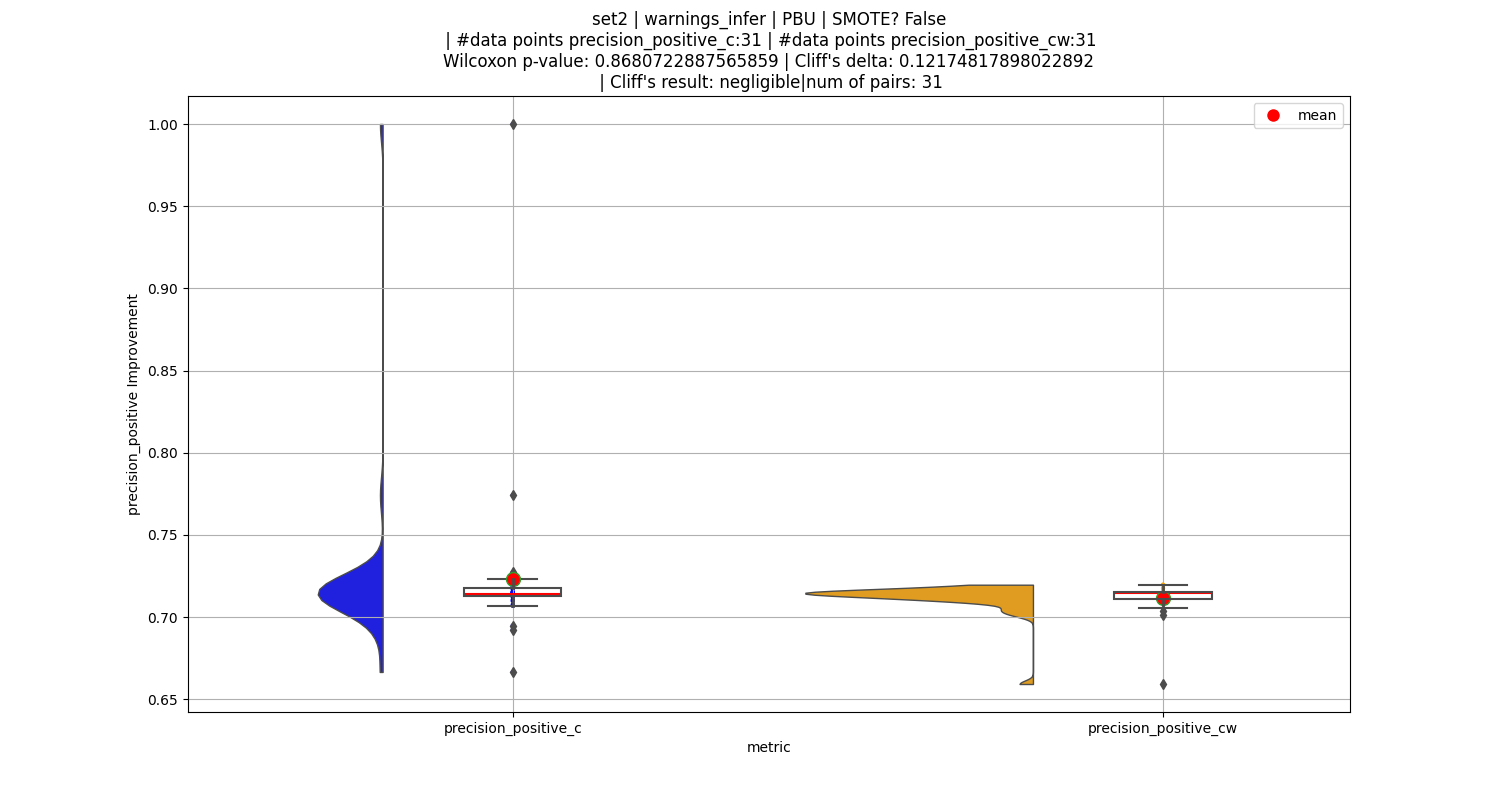 set2 | warnings_infer | PBU | SMOTE? False
| #data points precision_positive_c:31 | #data points precision_positive_cw:31
Wilcoxon p-value: 0.8680722887565859 | Cliff's delta: 0.12174817898022892
| Cliff's result: negligible|num of pairs: 31
mean
1.00
0.95
0.90
0.85
0.80
0.75
0.70
0.65
precision_positive Improvement
precision_positive_c
precision_positive_cw
metric